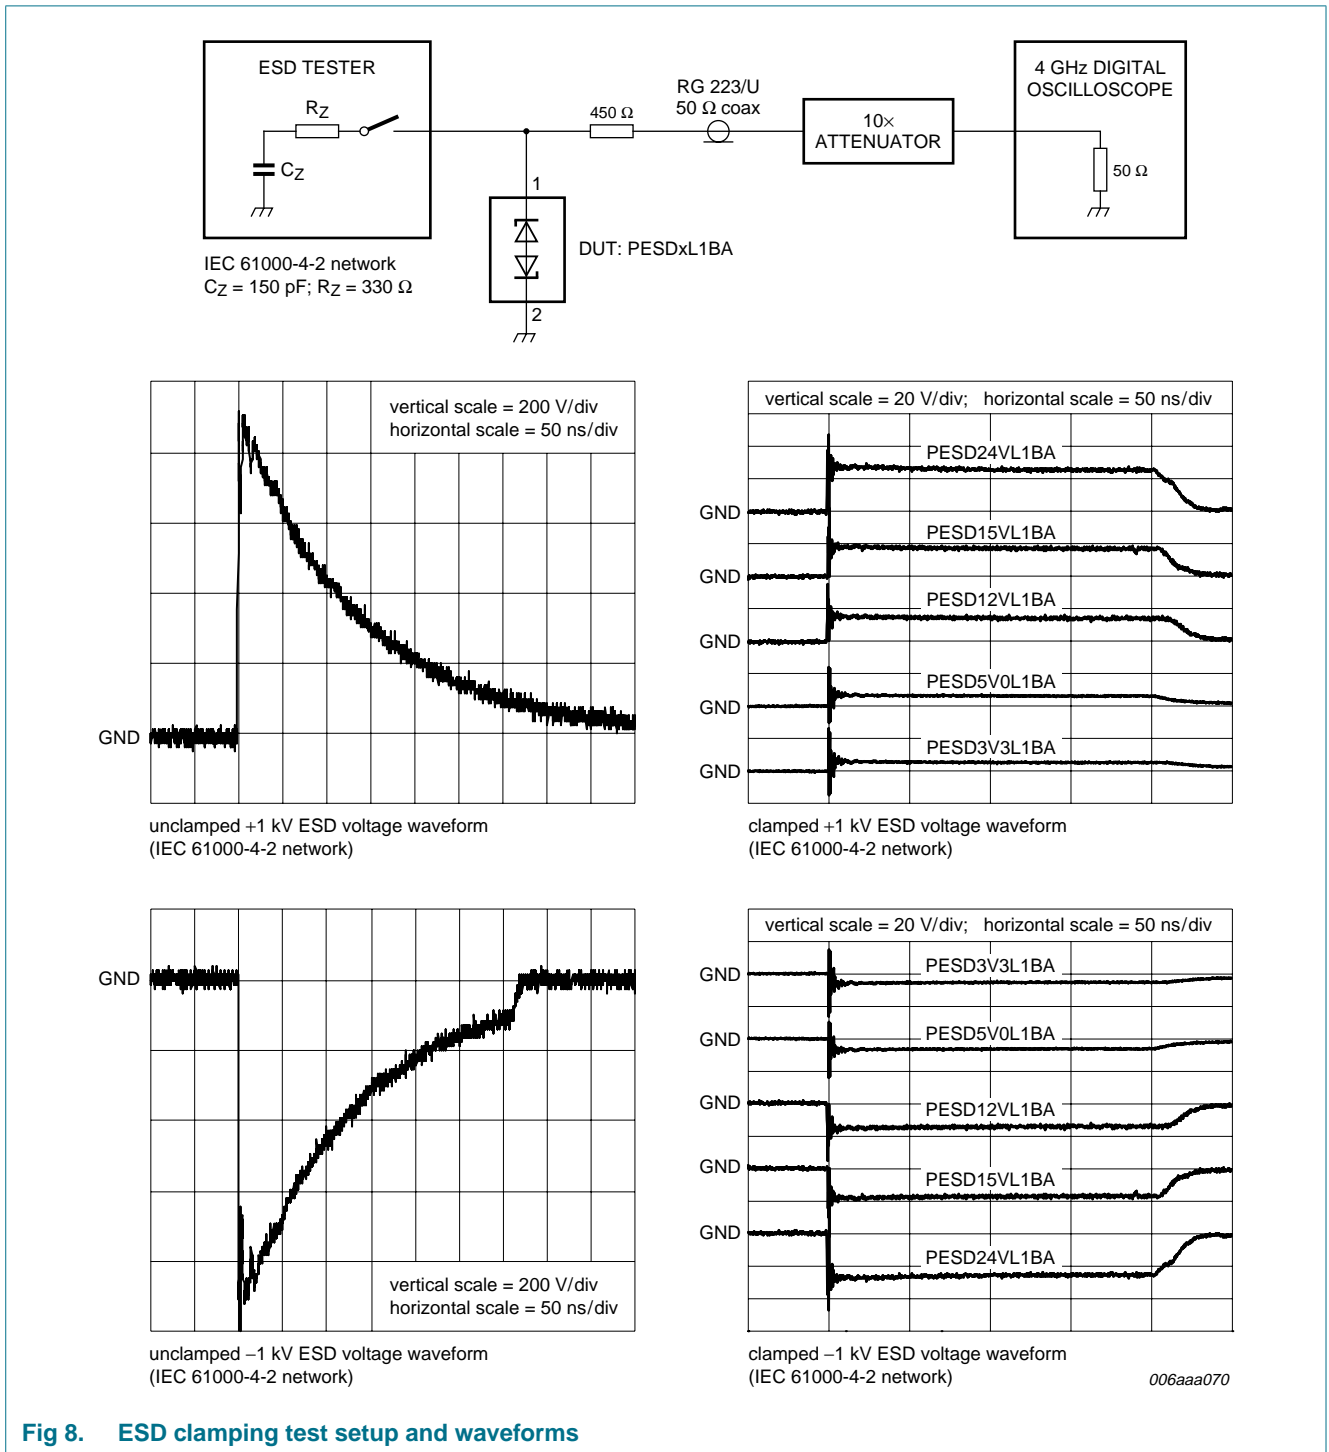 ESD TESTER
RZ
CZ
IEC 61000-4-2 network
CZ = 150 pF; RZ = 330 Ω
450 Ω
RG 223/U
50 Ω coax
10×
ATTENUATOR
4 GHz DIGITAL
OSCILLOSCOPE
50 Ω
1
DUT: PESDxL1BA
2
vertical scale = 200 V/div
horizontal scale = 50 ns/div
GND
unclamped +1 kV ESD voltage waveform
(IEC 61000-4-2 network)
vertical scale = 20 V/div; horizontal scale = 50 ns/div
PESD24VL1BA
GND
PESD15VL1BA
GND
PESD12VL1BA
GND
PESD5V0L1BA
GND
PESD3V3L1BA
GND
clamped +1 kV ESD voltage waveform
(IEC 61000-4-2 network)
GND
vertical scale = 200 V/div
horizontal scale = 50 ns/div
unclamped −1 kV ESD voltage waveform
(IEC 61000-4-2 network)
vertical scale = 20 V/div; horizontal scale = 50 ns/div
GND
PESD3V3L1BA
GND
PESD5V0L1BA
GND
PESD12VL1BA
GND
PESD15VL1BA
GND
PESD24VL1BA
clamped −1 kV ESD voltage waveform
(IEC 61000-4-2 network)
006aaa070
Fig 8. ESD clamping test setup and waveforms